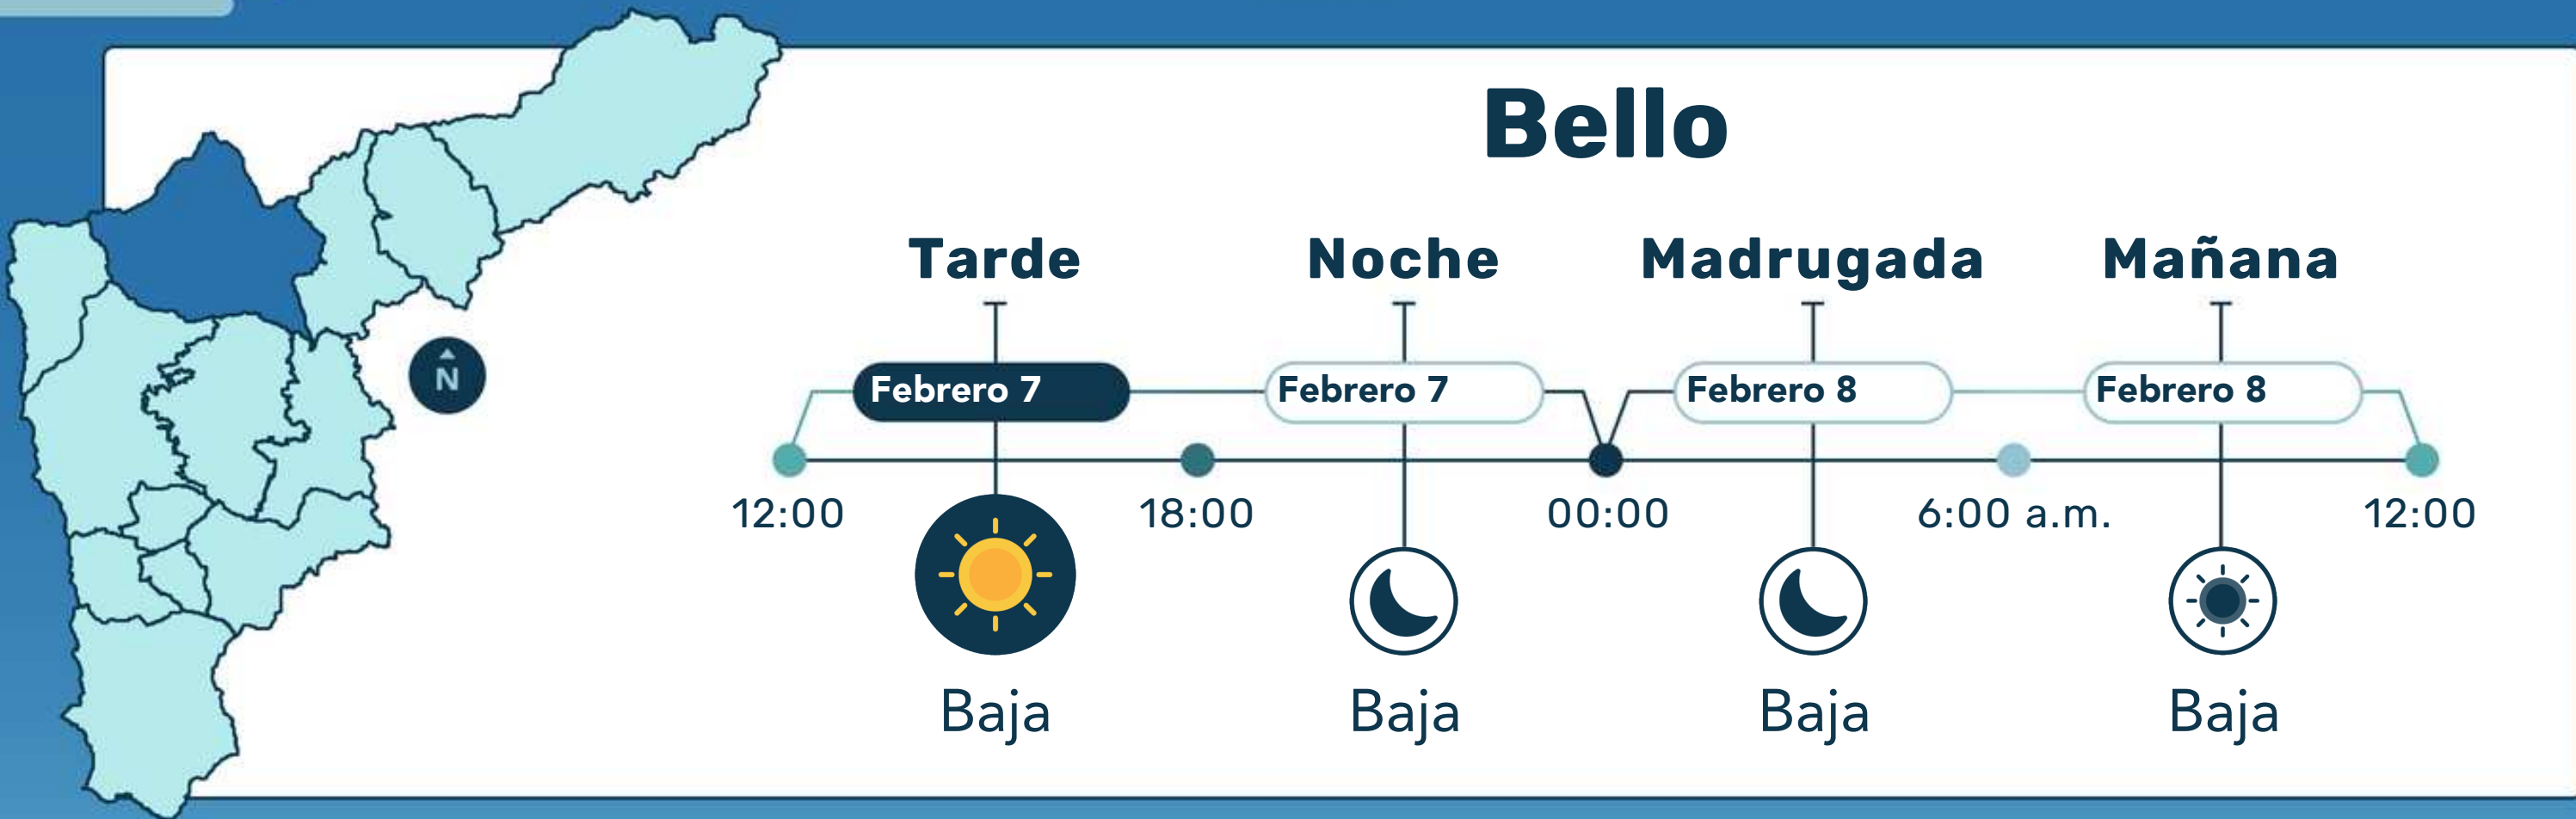 Bello
Tarde Noche Madrugada Mañana
N
Febrero 7 Febrero 7 Febrero 8 Febrero 8
12:00 18:00 00:00 6:00 a.m. 12:00
Baja Baja Baja Baja